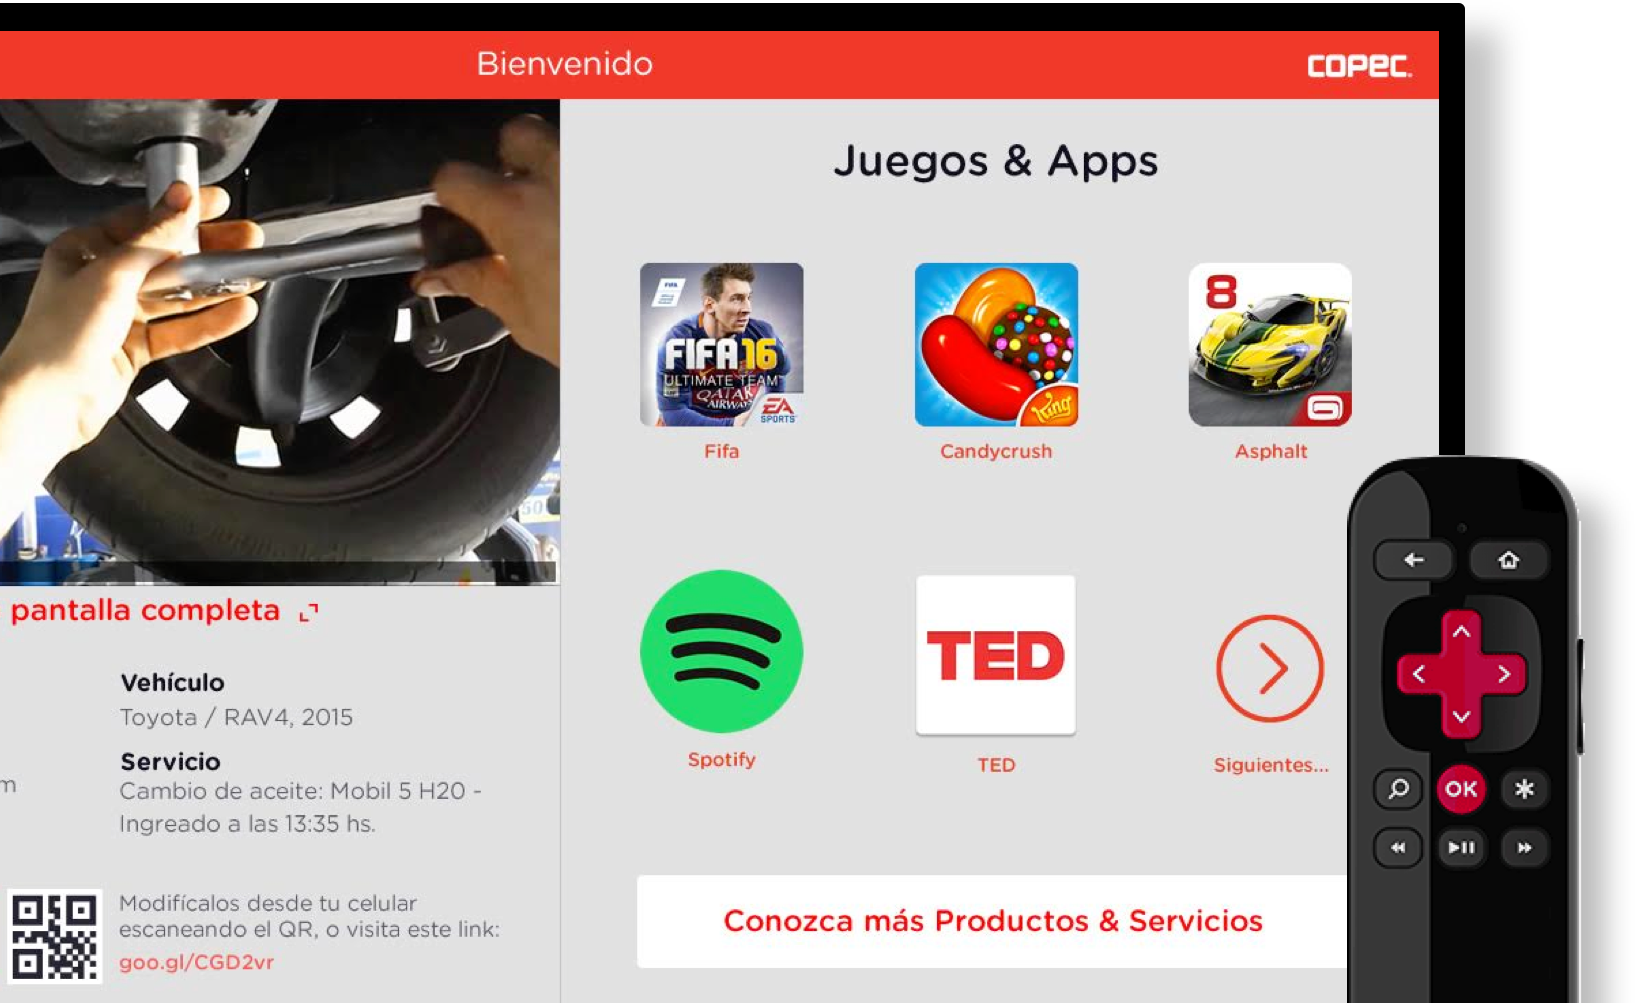 Bienvenido
COPEC.
Juegos & Apps
FIFA
FIFA 16
ULTIMATE TEAM
QATAR
AIRWAYS
EA
SPORTS
Fifa
king
Candycrush
8
Asphalt
50
pantalla completa
Vehículo
Toyota / RAV4, 2015
Servicio
m
Cambio de aceite: Mobil 5 H20 -
Ingreado a las 13:35 hs.
Modifícalos desde tu celular
escaneando el QR, o visita este link:
goo.gl/CGD2vr
Spotify
TED
TED
Siguientes...
Conozca más Productos & Servicios
OK